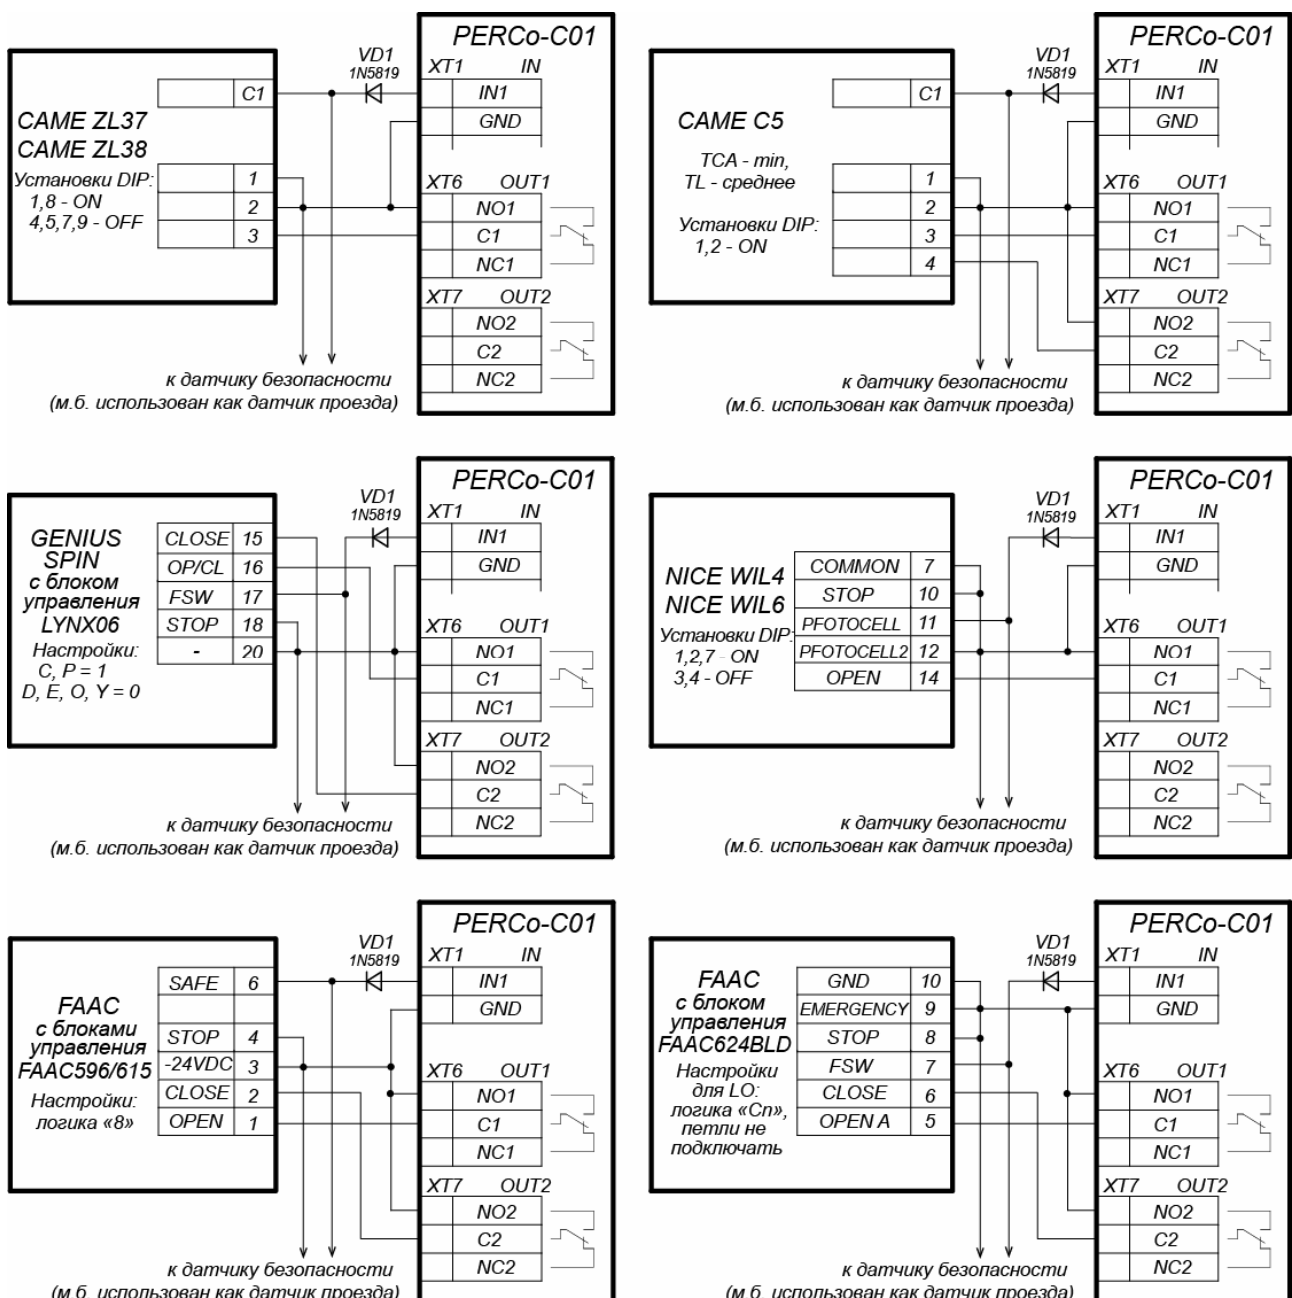 PERCo-C01
VD1
1N5819
XT1 IN
C1
IN1
GND
CAME ZL37
CAME ZL38
Установки DIP:
1,8 - ON
4,5,7,9 - OFF
1
2
3
XT6 OUT1
NO1
C1
NC1
XT7 OUT2
NO2
C2
NC2
к датчику безопасности
(м.б. использован как датчик проезда)
PERCo-C01
VD1
1N5819
XT1 IN
C1
IN1
GND
CAME C5
TCA - min,
TL - среднее
Установки DIP:
1,2 - ON
1
2
3
4
XT6 OUT1
NO1
C1
NC1
XT7 OUT2
NO2
C2
NC2
к датчику безопасности
(м.б. использован как датчик проезда)
PERCo-C01
VD1
1N5819
XT1 IN
IN1
GND
GENIUS
SPIN
с блоком
управления
LYNX06
Настройки:
C, P = 1
D, E, O, Y = 0
CLOSE 15
OP/CL 16
FSW 17
STOP 18
- 20
XT6 OUT1
NO1
C1
NC1
XT7 OUT2
NO2
C2
NC2
к датчику безопасности
(м.б. использован как датчик проезда)
PERCo-C01
VD1
1N5819
XT1 IN
IN1
GND
NICE WIL4
NICE WIL6
Установки DIP:
1,2,7 - ON
3,4 - OFF
COMMON 7
STOP 10
PFOTOCELL 11
PFOTOCELL2 12
OPEN 14
XT6 OUT1
NO1
C1
NC1
XT7 OUT2
NO2
C2
NC2
к датчику безопасности
(м.б. использован как датчик проезда)
PERCo-C01
VD1
1N5819
XT1 IN
IN1
GND
FAAC
с блоками
управления
FAAC596/615
Настройки:
логика «8»
SAFE 6
STOP 4
-24VDC 3
CLOSE 2
OPEN 1
XT6 OUT1
NO1
C1
NC1
XT7 OUT2
NO2
C2
NC2
к датчику безопасности
(м.б. использован как датчик проезда)
PERCo-C01
VD1
1N5819
XT1 IN
IN1
GND
FAAC
с блоком
управления
FAAC624BLD
Настройки
для LO:
логика «Cn»,
петли не
подключать
GND 10
EMERGENCY 9
STOP 8
FSW 7
CLOSE 6
OPEN A 5
XT6 OUT1
NO1
C1
NC1
XT7 OUT2
NO2
C2
NC2
к датчику безопасности
(м.б. использован как датчик проезда)